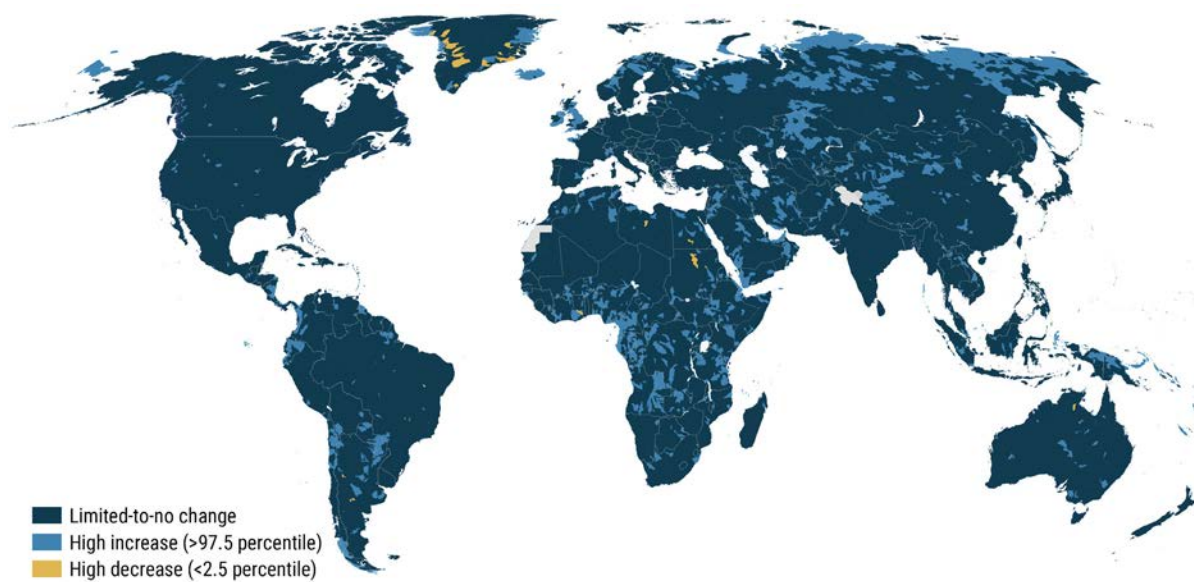 Limited-to-no change
High increase (>97.5 percentile)
High decrease (<2.5 percentile)